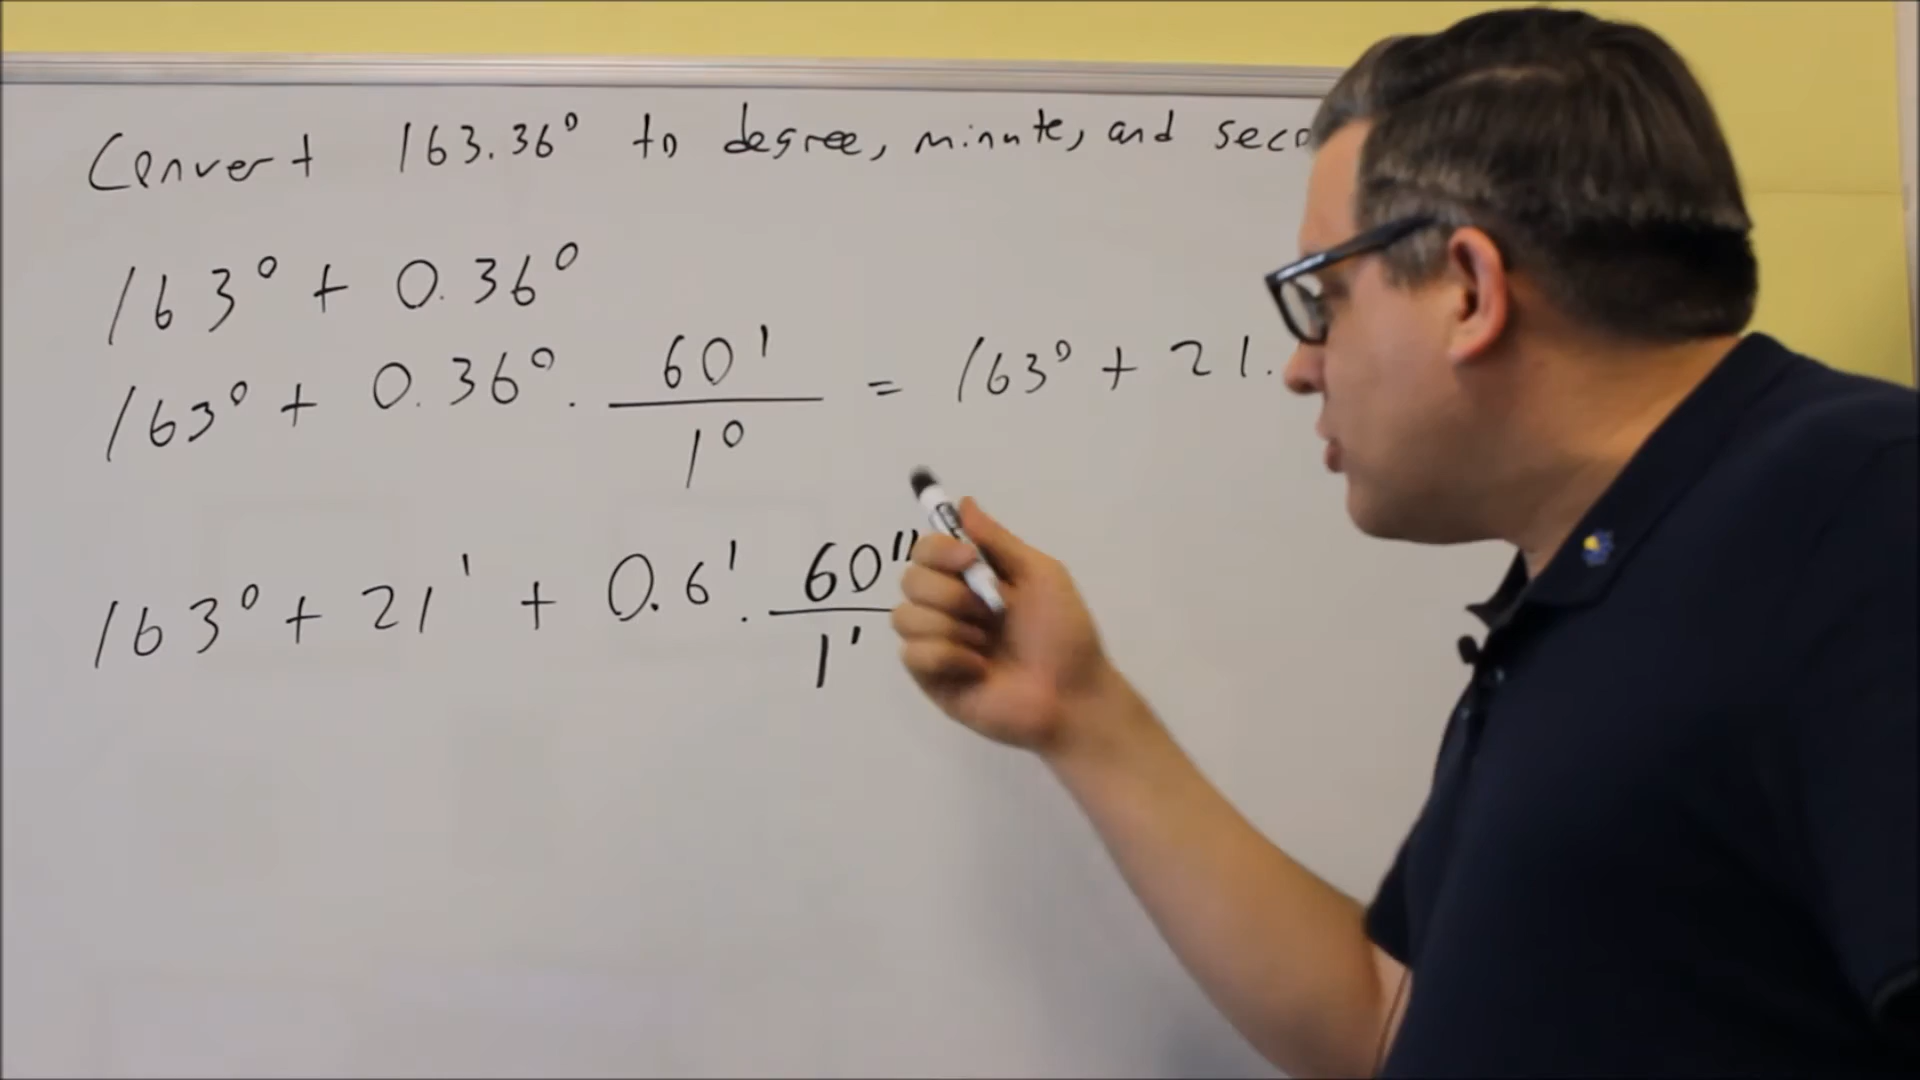 Convert 163.36° to degree, minute, and
163° + 0.36°
163° + 0.36° · 60' / 1° = 163° + 21.
163° + 21' + 0.6' · 60" / 1'